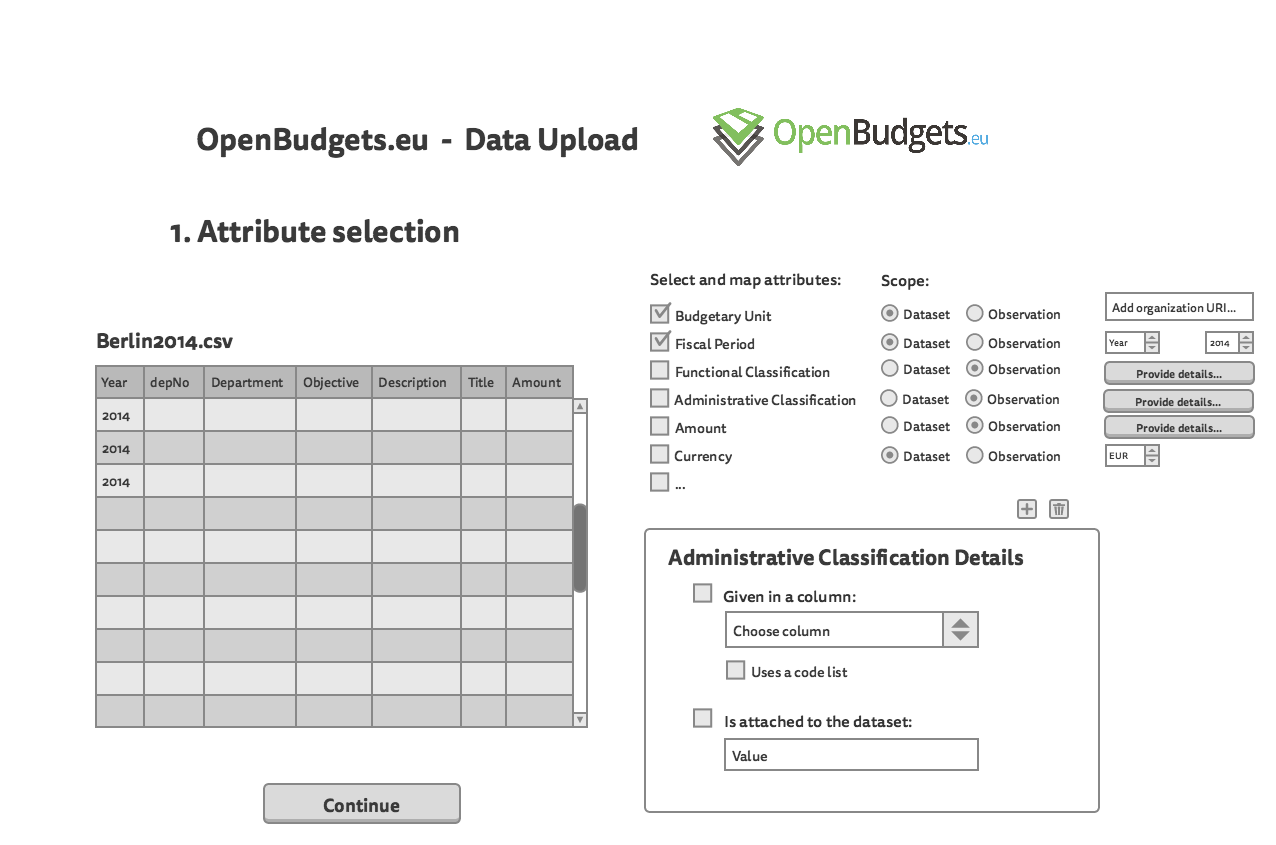 OpenBudgets.eu - Data Upload
OpenBudgets.eu
1. Attribute selection
Select and map attributes:
Scope:
Budgetary Unit Dataset Observation Add organization URI...
Fiscal Period Dataset Observation Year 2014
Functional Classification Dataset Observation Provide details...
Administrative Classification Dataset Observation Provide details...
Amount Dataset Observation Provide details...
Currency Dataset Observation EUR
...
Berlin2014.csv
Year depNo Department Objective Description Title Amount
2014
2014
2014
Administrative Classification Details
Given in a column:
Choose column
Uses a code list
Is attached to the dataset:
Value
Continue